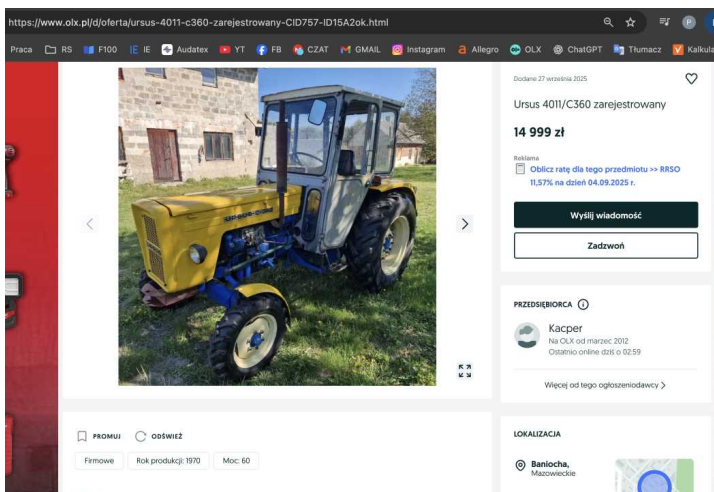 https://www.olx.pl/d/oferta/ursus-4011-c360-zarejestrowany-CID757-ID15A2ok.html
P
Praca RS F100 IE IE Audatex YT FB CZAT GMAIL Instagram Allegro OLX ChatGPT Tłumacz Kalkula
Dodane 27 września 2025
Ursus 4011/C360 zarejestrowany
14 999 zł
Reklama
Oblicz ratę dla tego przedmiotu >> RRSO
11,57% na dzień 04.09.2025 r.
Wyślij wiadomość
Zadzwoń
PRZEDSIĘBIORCA
Kacper
Na OLX od marzec 2012
Ostatnio online dziś o 02:59
Więcej od tego ogłoszeniodawcy
PROMUJ ODŚWIEŻ
Firmowe Rok produkcji: 1970 Moc: 60
LOKALIZACJA
Baniocha,
Mazowieckie